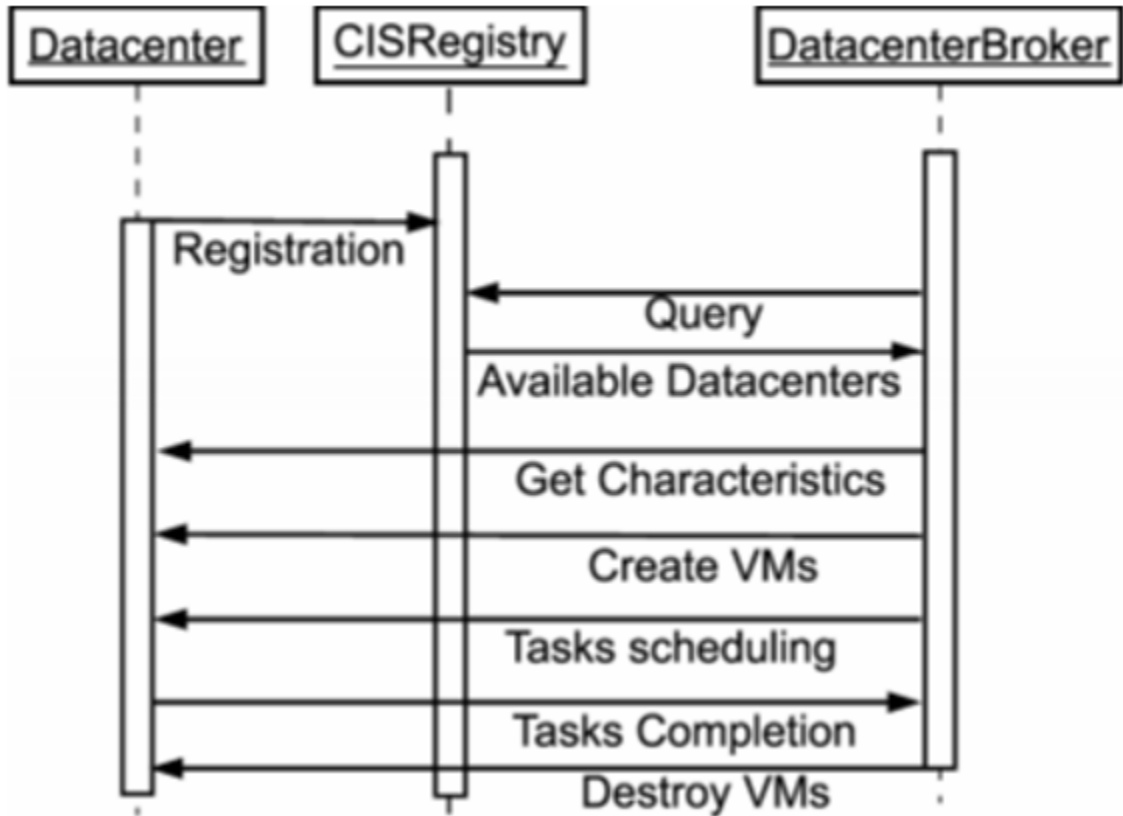 Datacenter
CISRegistry
DatacenterBroker
Registration
Query
Available Datacenters
Get Characteristics
Create VMs
Tasks scheduling
Tasks Completion
Destroy VMs